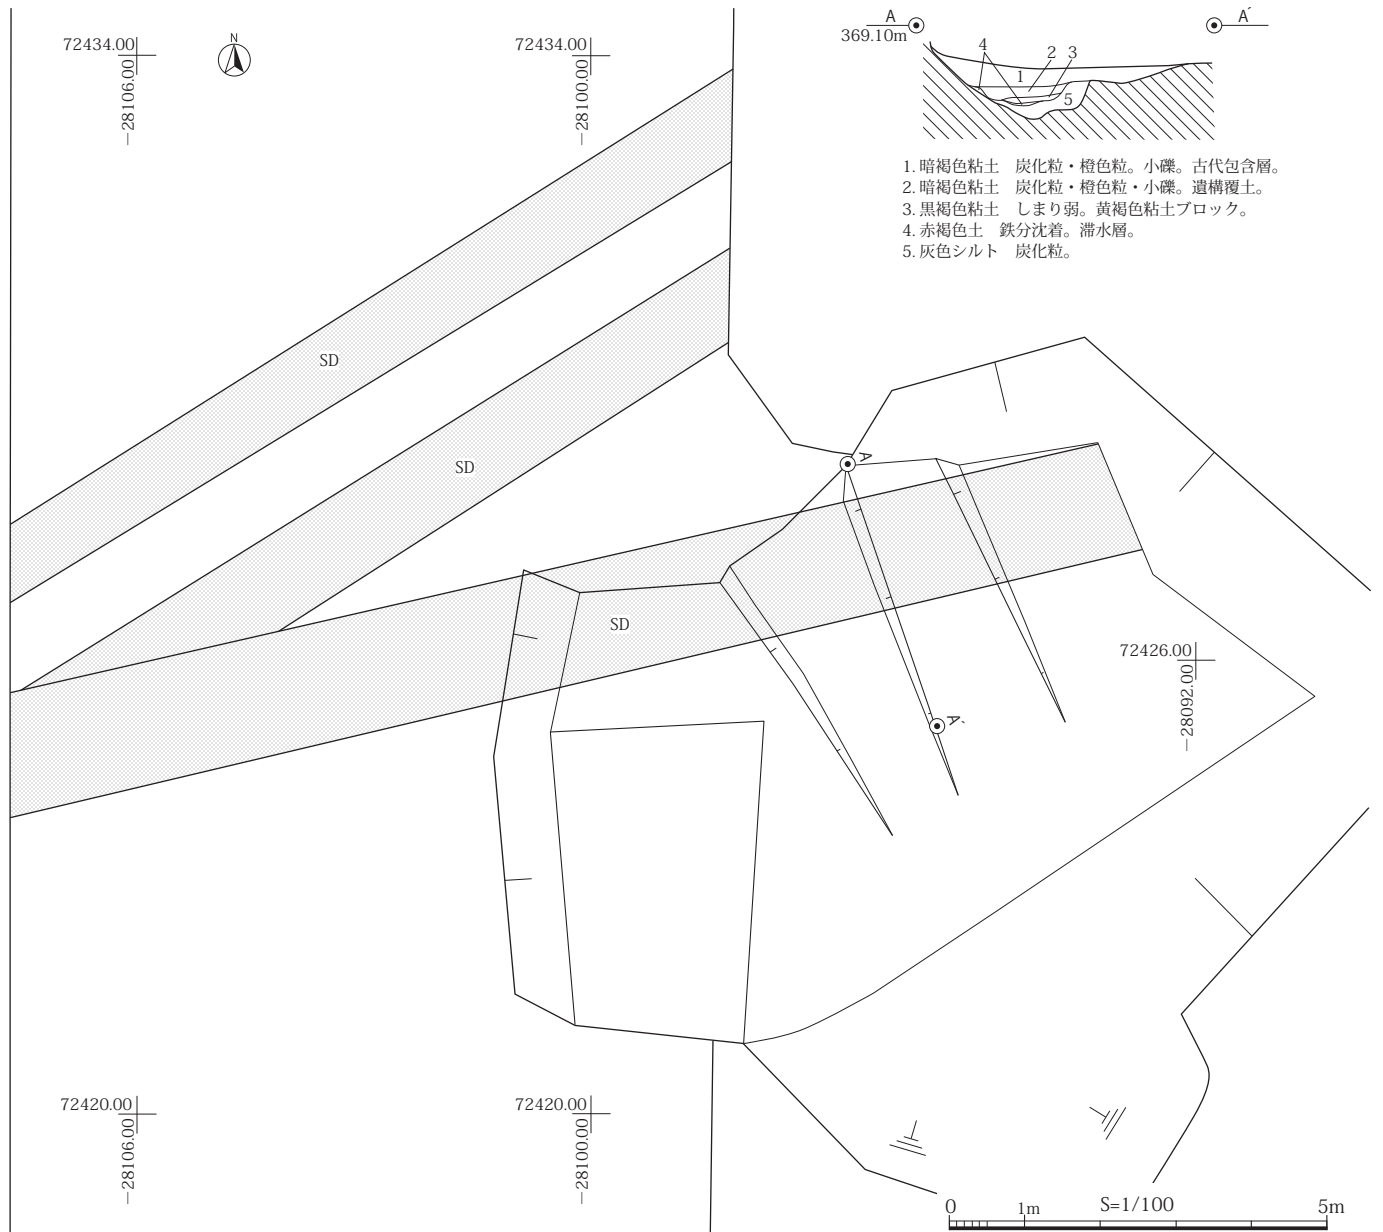 72434.00
−28106.00
N
72434.00
−28100.00
A
369.10m
A´
4
2
3
1
5
1. 暗褐色粘土　炭化粒・橙色粒。小礫。古代包含層。
2. 暗褐色粘土　炭化粒・橙色粒・小礫。遺構覆土。
3. 黒褐色粘土　しまり弱。黄褐色粘土ブロック。
4. 赤褐色土　鉄分沈着。滞水層。
5. 灰色シルト　炭化粒。
SD
SD
A
SD
72426.00
−28092.00
A´
72420.00
−28106.00
72420.00
−28100.00
0
1m
S=1/100
5m